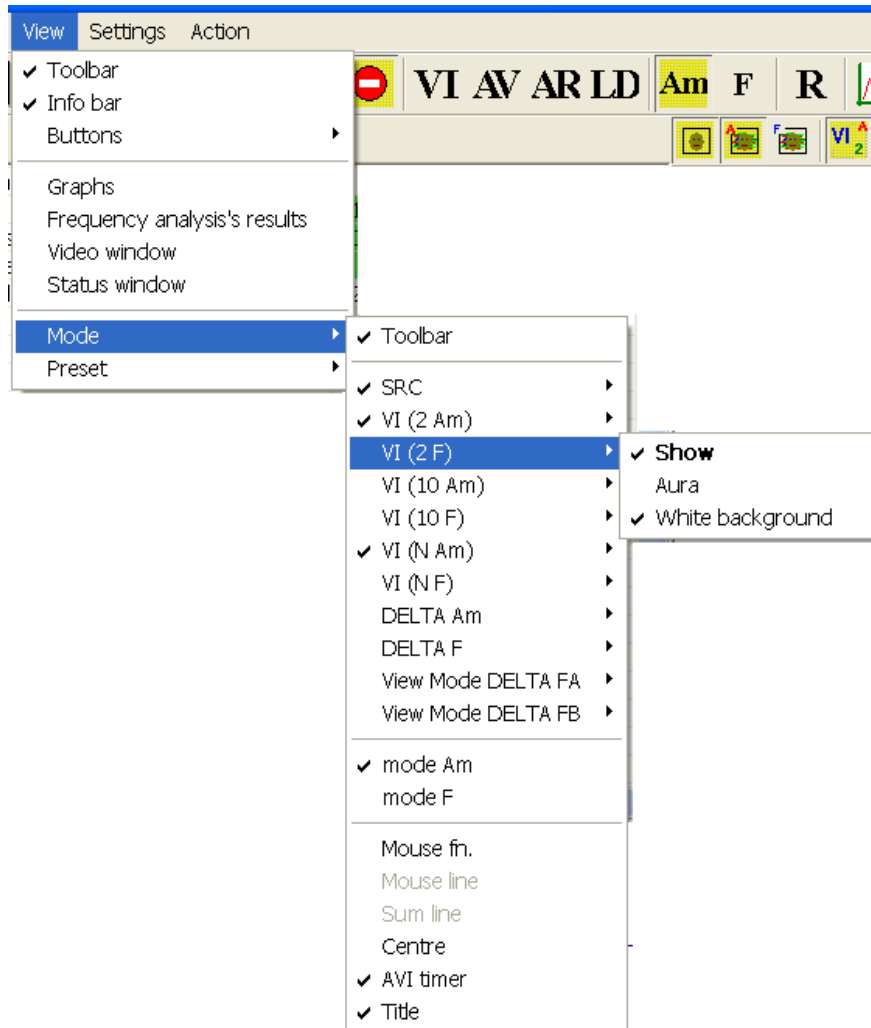 View Settings Action
VI AV AR LD Am F R
Toolbar
Info bar
Buttons
A F VI A 2
Graphs
Frequency analysis's results
Video window
Status window
Mode
Preset
Toolbar
SRC
VI (2 Am)
VI (2 F)
VI (10 Am)
VI (10 F)
VI (N Am)
VI (N F)
DELTA Am
DELTA F
View Mode DELTA FA
View Mode DELTA FB
mode Am
mode F
Mouse fn.
Mouse line
Sum line
Centre
AVI timer
Title
Show
Aura
White background